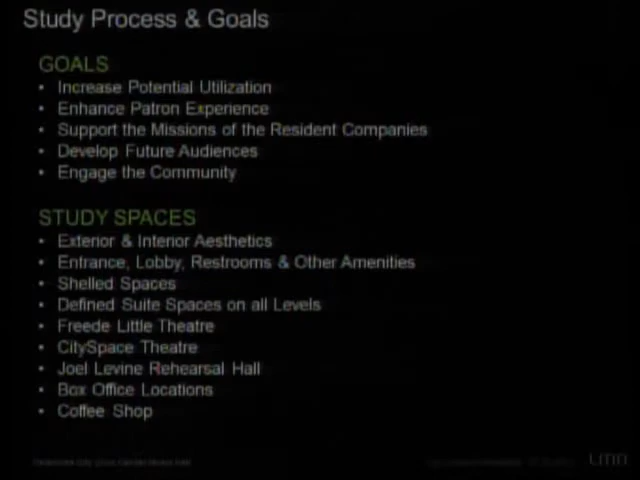 Study Process & Goals
GOALS
• Increase Potential Utilization
• Enhance Patron Experience
• Support the Missions of the Resident Companies
• Develop Future Audiences
• Engage the Community
STUDY SPACES
• Exterior & Interior Aesthetics
• Entrance, Lobby, Restrooms & Other Amenities
• Shelled Spaces
• Defined Suite Spaces on all Levels
• Freede Little Theatre
• CitySpace Theatre
• Joel Levine Rehearsal Hall
• Box Office Locations
• Coffee Shop
LMN